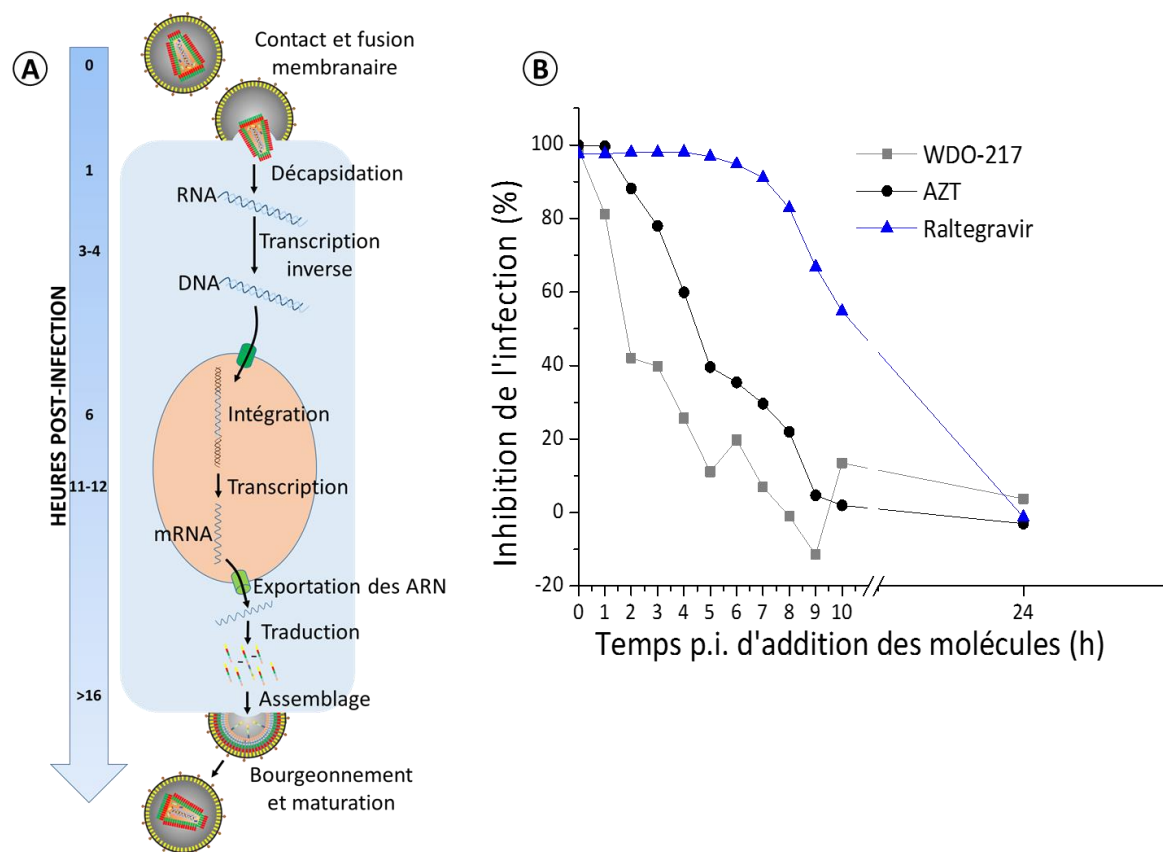 A
HEURES POST-INFECTION
0
1
3-4
6
11-12
>16
Contact et fusion
membranaire
Décapsidation
RNA
Transcription
inverse
DNA
Intégration
Transcription
mRNA
Exportation des ARN
Traduction
Assemblage
Bourgeonnement
et maturation
B
Inhibition de l'infection (%)
100
80
60
40
20
0
-20
WDO-217
AZT
Raltegravir
0 1 2 3 4 5 6 7 8 9 10 24
Temps p.i. d'addition des molécules (h)